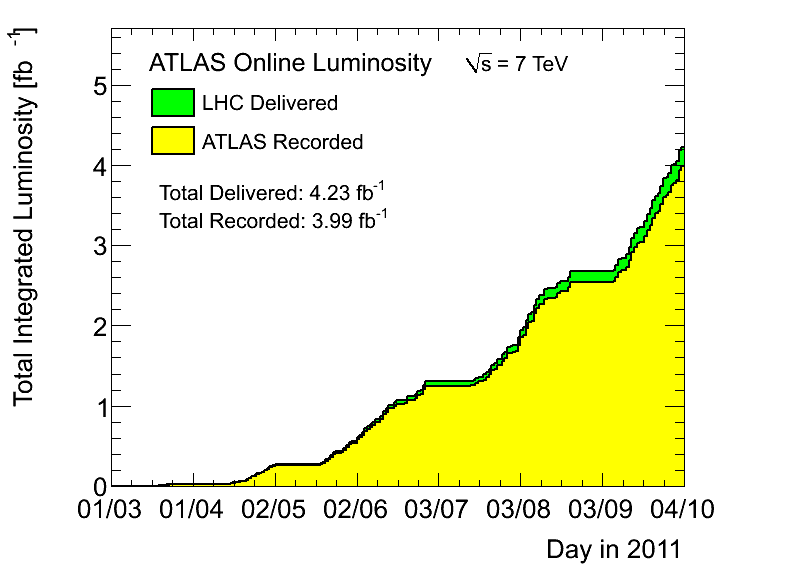 Total Integrated Luminosity [fb⁻¹]
ATLAS Online Luminosity √s = 7 TeV
LHC Delivered
ATLAS Recorded
Total Delivered: 4.23 fb⁻¹
Total Recorded: 3.99 fb⁻¹
5
4
3
2
1
0
01/03 01/04 02/05 02/06 03/07 03/08 03/09 04/10
Day in 2011